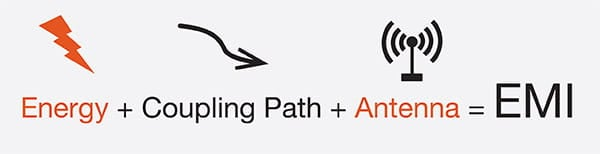 Energy + Coupling Path + Antenna = EMI